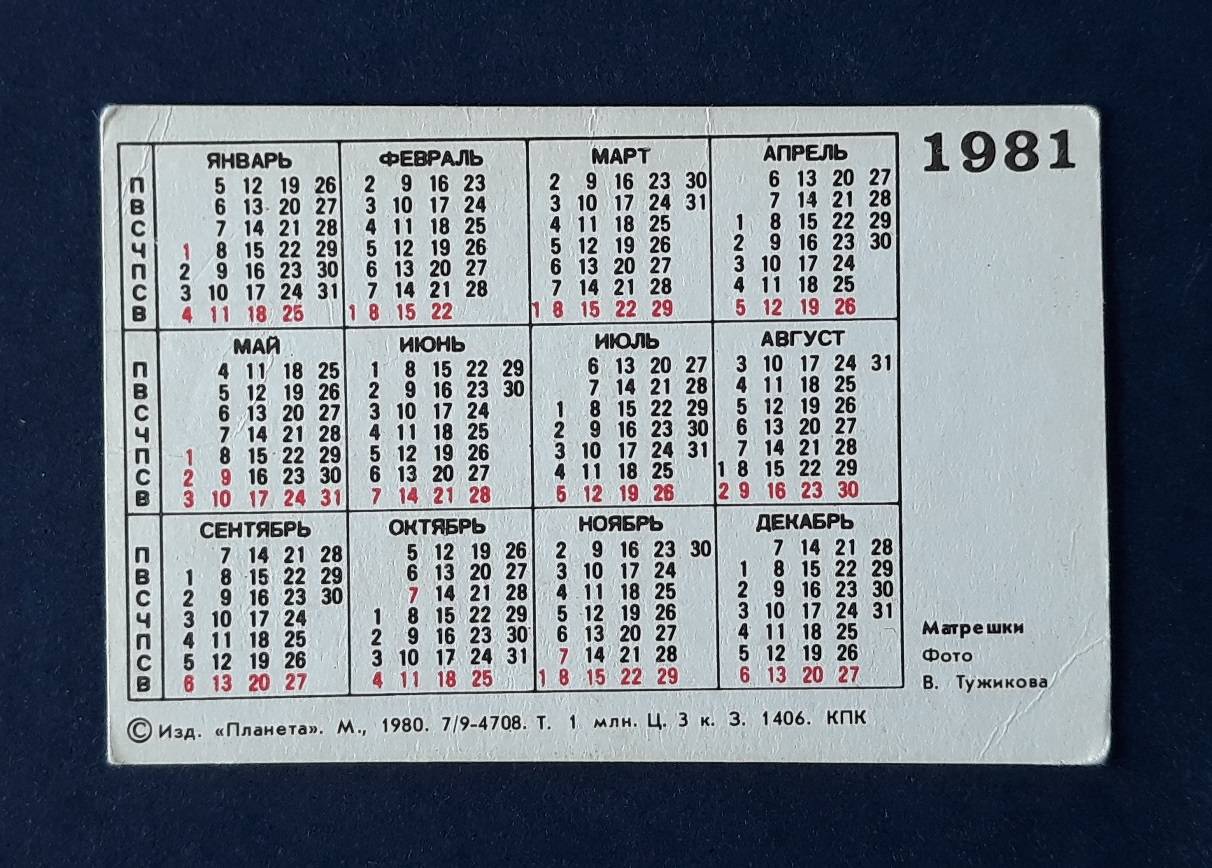 1981
ЯНВАРЬ ФЕВРАЛЬ МАРТ АПРЕЛЬ
П 5 12 19 26 2 9 16 23 2 9 16 23 30 6 13 20 27
В 6 13 20 27 3 10 17 24 3 10 17 24 31 7 14 21 28
С 7 14 21 28 4 11 18 25 4 11 18 25 1 8 15 22 29
Ч 1 8 15 22 29 5 12 19 26 5 12 19 26 2 9 16 23 30
П 2 9 16 23 30 6 13 20 27 6 13 20 27 3 10 17 24
С 3 10 17 24 31 7 14 21 28 7 14 21 28 4 11 18 25
В 4 11 18 25 1 8 15 22 1 8 15 22 29 5 12 19 26
МАЙ ИЮНЬ ИЮЛЬ АВГУСТ
П 4 11 18 25 1 8 15 22 29 6 13 20 27 3 10 17 24 31
В 5 12 19 26 2 9 16 23 30 7 14 21 28 4 11 18 25
С 6 13 20 27 3 10 17 24 1 8 15 22 29 5 12 19 26
Ч 7 14 21 28 4 11 18 25 2 9 16 23 30 6 13 20 27
П 1 8 15 22 29 5 12 19 26 3 10 17 24 31 7 14 21 28
С 2 9 16 23 30 6 13 20 27 4 11 18 25 1 8 15 22 29
В 3 10 17 24 31 7 14 21 28 5 12 19 26 2 9 16 23 30
СЕНТЯБРЬ ОКТЯБРЬ НОЯБРЬ ДЕКАБРЬ
П 7 14 21 28 5 12 19 26 2 9 16 23 30 7 14 21 28
В 1 8 15 22 29 6 13 20 27 3 10 17 24 1 8 15 22 29
С 2 9 16 23 30 7 14 21 28 4 11 18 25 2 9 16 23 30
Ч 3 10 17 24 1 8 15 22 29 5 12 19 26 3 10 17 24 31
П 4 11 18 25 2 9 16 23 30 6 13 20 27 4 11 18 25
С 5 12 19 26 3 10 17 24 31 7 14 21 28 5 12 19 26
В 6 13 20 27 4 11 18 25 1 8 15 22 29 6 13 20 27
Матрешки
Фото
В. Тужикова
© Изд. «Планета». М., 1980. 7/9-4708. Т. 1 млн. Ц. 3 к. З. 1406. КПК